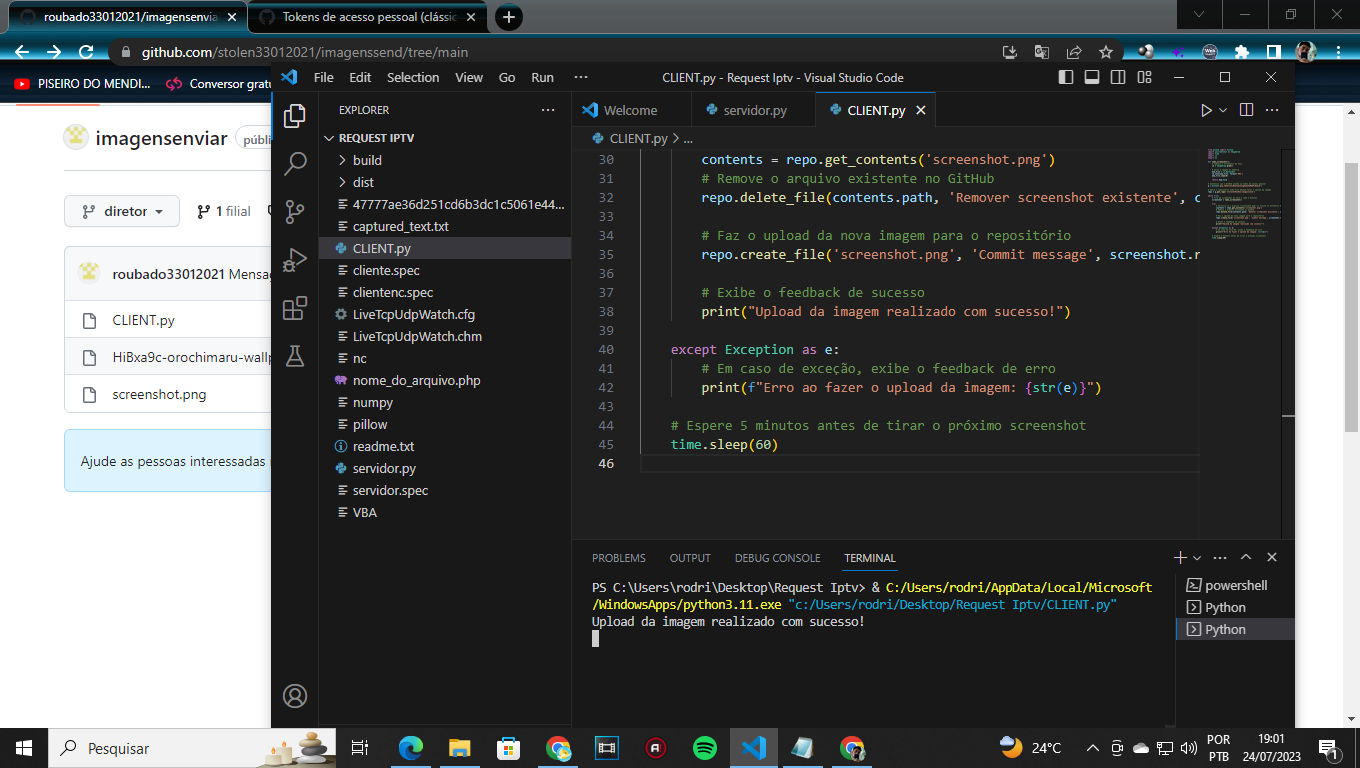 roubado33012021/imagensenvia
Tokens de acesso pessoal (clássic
github.com/stolen33012021/imagenssend/tree/main
PISEIRO DO MENDI...
Conversor gratu
imagensenviar
públi
diretor
1 filial
roubado33012021 Mensag
CLIENT.py
HiBxa9c-orochimaru-wallp
screenshot.png
Ajude as pessoas interessadas
File Edit Selection View Go Run ...
CLIENT.py - Request Iptv - Visual Studio Code
EXPLORER
REQUEST IPTV
build
dist
47777ae36d251cd6b3dc1c5061e44...
captured_text.txt
CLIENT.py
cliente.spec
clientenc.spec
LiveTcpUdpWatch.cfg
LiveTcpUdpWatch.chm
nc
nome_do_arquivo.php
numpy
pillow
readme.txt
servidor.py
servidor.spec
VBA
Welcome
servidor.py
CLIENT.py
CLIENT.py > ...
30 contents = repo.get_contents('screenshot.png')
31 # Remove o arquivo existente no GitHub
32 repo.delete_file(contents.path, 'Remover screenshot existente', c
33
34 # Faz o upload da nova imagem para o repositório
35 repo.create_file('screenshot.png', 'Commit message', screenshot.r
36
37 # Exibe o feedback de sucesso
38 print("Upload da imagem realizado com sucesso!")
39
40 except Exception as e:
41 # Em caso de exceção, exibe o feedback de erro
42 print(f"Erro ao fazer o upload da imagem: {str(e)}")
43
44 # Espere 5 minutos antes de tirar o próximo screenshot
45 time.sleep(60)
46
PROBLEMS OUTPUT DEBUG CONSOLE TERMINAL
PS C:\Users\rodri\Desktop\Request Iptv> & C:/Users/rodri/AppData/Local/Microsoft
/WindowsApps/python3.11.exe "c:/Users/rodri/Desktop/Request Iptv/CLIENT.py"
Upload da imagem realizado com sucesso!
powershell
Python
Python
Pesquisar
24°C
POR
PTB
19:01
24/07/2023
1